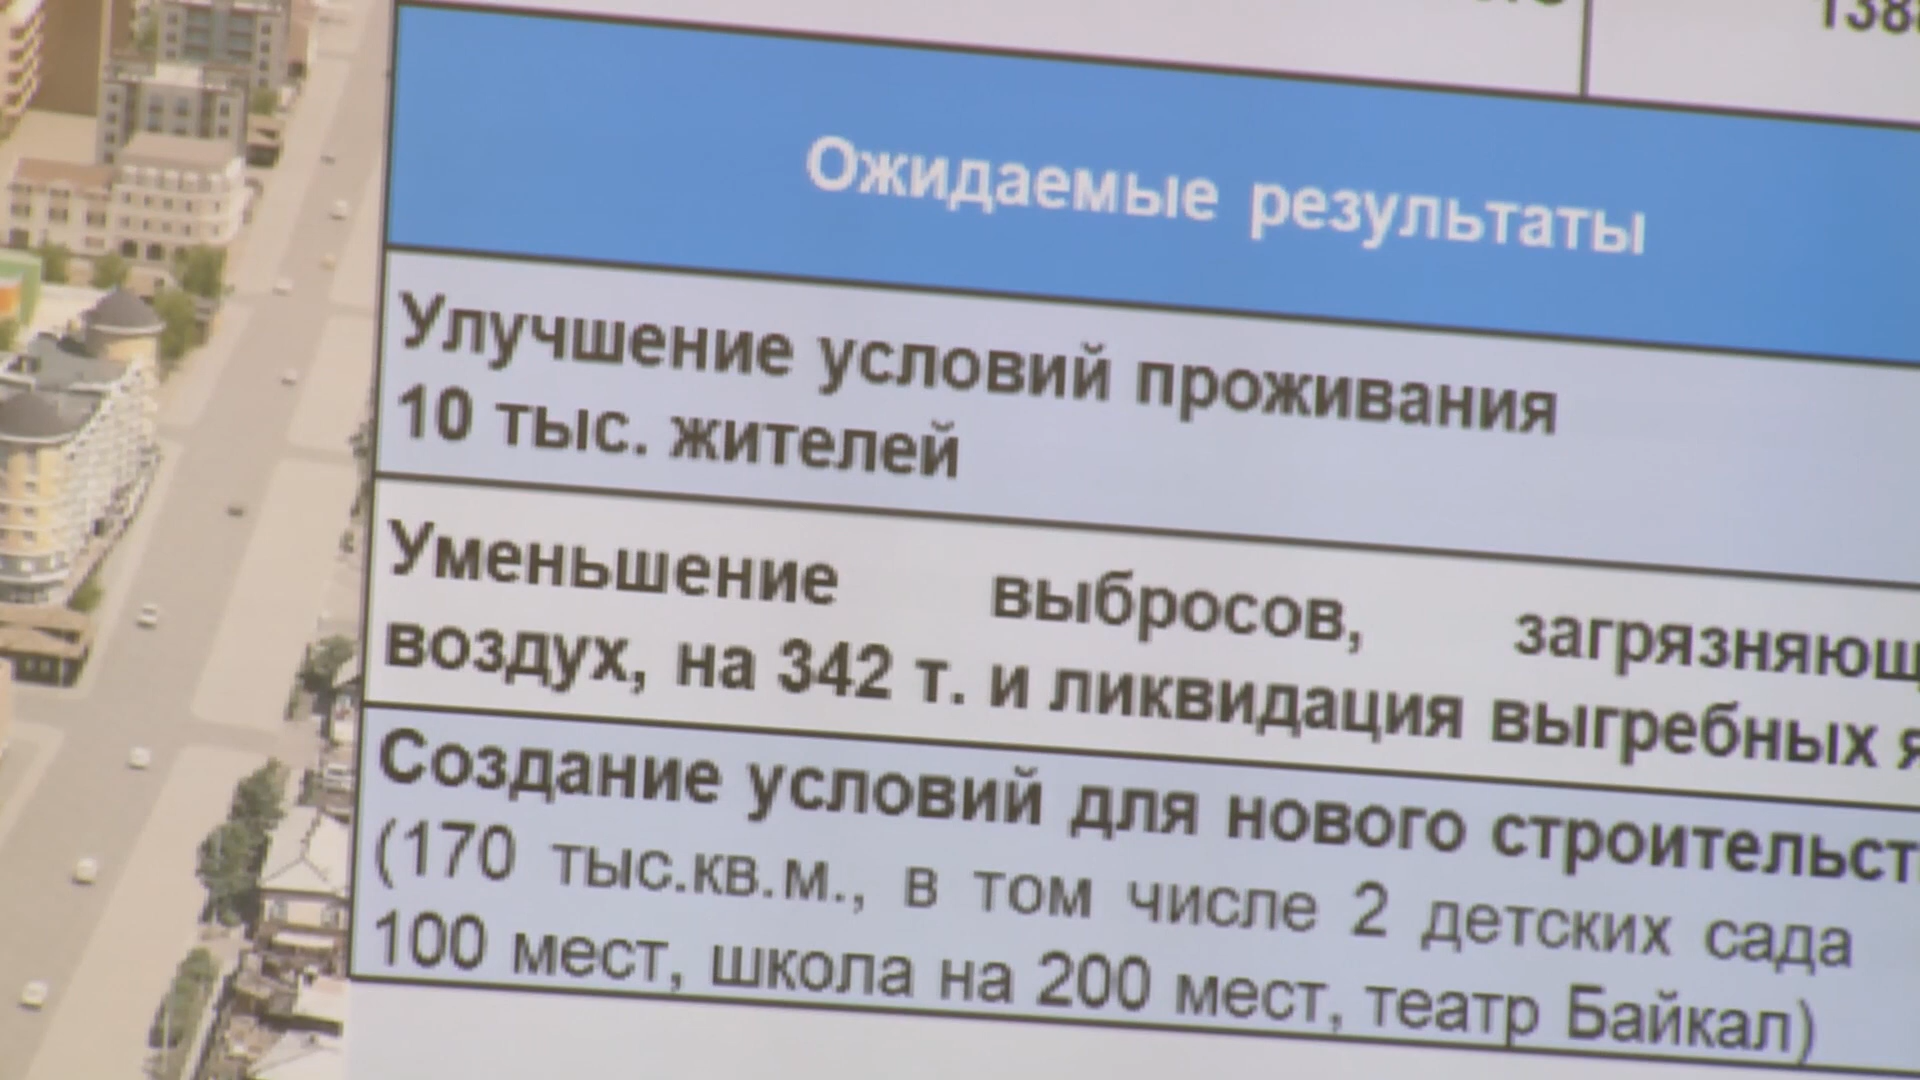 Ожидаемые результаты
Улучшение условий проживания
10 тыс. жителей
Уменьшение выбросов,
воздух, на 342 т. и ликвидация выгребных
Создание условий для нового
(170 тыс.кв.м., в том числе 2 детских сада
100 мест, школа на 200 мест, театр Байкал)